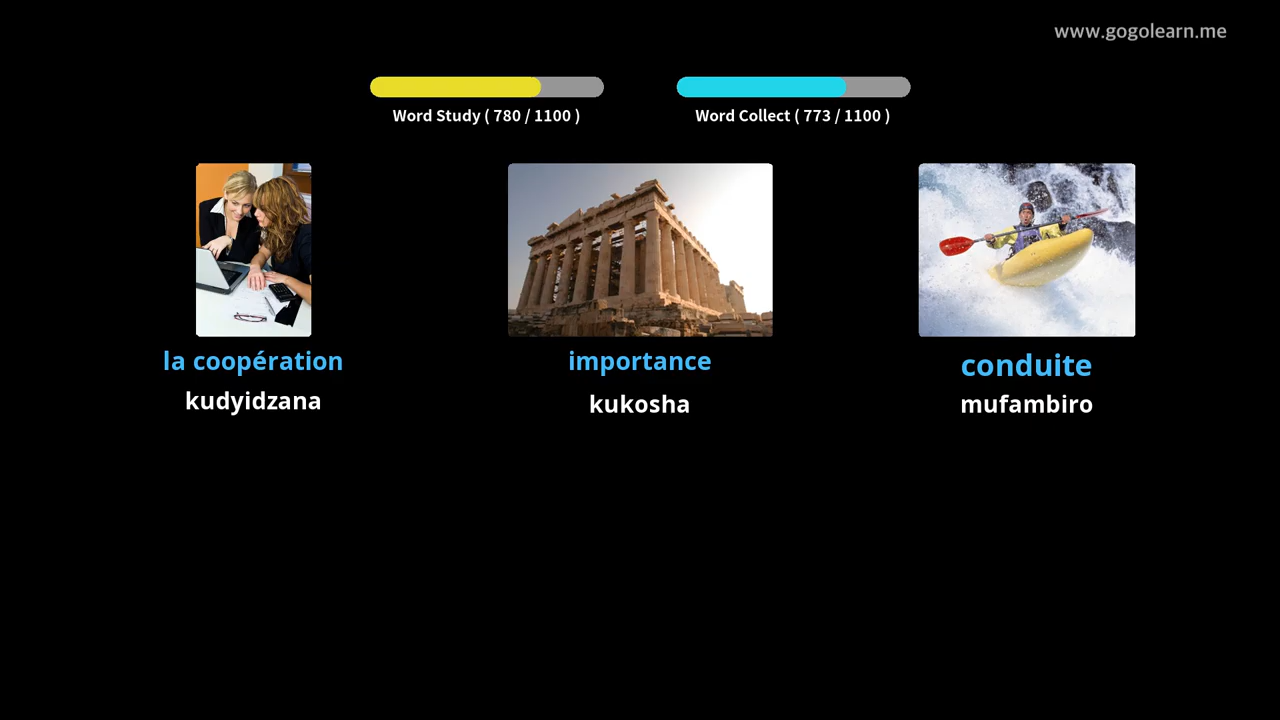 www.gogolearn.me
Word Study ( 780 / 1100 )
Word Collect ( 773 / 1100 )
la coopération
kudyidzana
importance
kukosha
conduite
mufambiro